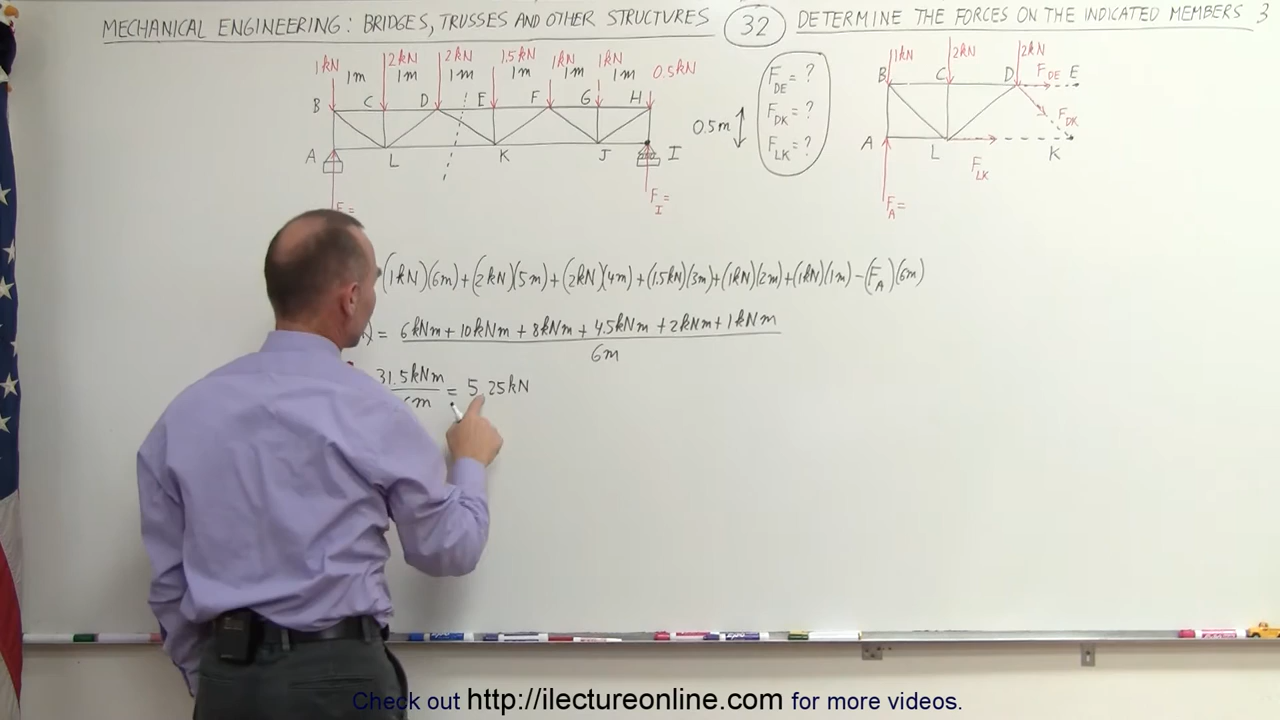 MECHANICAL ENGINEERING: BRIDGES, TRUSSES AND OTHER STRUCTURES 32 DETERMINE THE FORCES ON THE INDICATED MEMBERS 3
1kN 2kN 2kN 1.5kN 1kN 1kN 0.5kN
1m 1m 1m 1m 1m 1m
B C D E F G H
A L K J I
F =
F_I =
0.5m
F_DE = ?
F_DK = ?
F_LK = ?
1kN 2kN 2kN
B C D F_DE E
F_DK
A L K
F_LK
F_A =
(1kN)(6m)+(2kN)(5m)+(2kN)(4m)+(1.5kN)(3m)+(1kN)(2m)+(1kN)(1m)-(F_A)(6m)
= 6kNm+10kNm+8kNm+4.5kNm+2kNm+1kNm
6m
31.5kNm = 5.25kN
m
Check out http://ilectureonline.com for more videos.